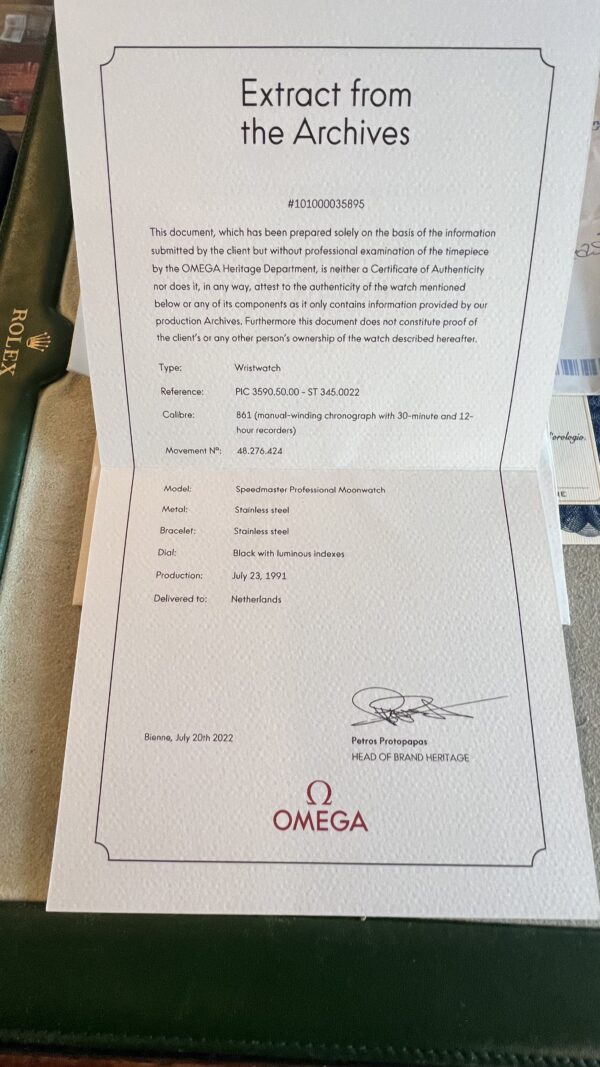 Extract from
the Archives
#101000035895
This document, which has been prepared solely on the basis of the information
submitted by the client but without professional examination of the timepiece
by the OMEGA Heritage Department, is neither a Certificate of Authenticity
nor does it, in any way, attest to the authenticity of the watch mentioned
below or any of its components as it only contains information provided by our
production Archives. Furthermore this document does not constitute proof of
the client's or any other person's ownership of the watch described hereafter.
Type: Wristwatch
Reference: PIC 3590.50.00 - ST 345.0022
Calibre: 861 (manual-winding chronograph with 30-minute and 12-
hour recorders)
Movement N°: 48.276.424
Model: Speedmaster Professional Moonwatch
Metal: Stainless steel
Bracelet: Stainless steel
Dial: Black with luminous indexes
Production: July 23, 1991
Delivered to: Netherlands
Bienne, July 20th 2022
Petros Protopapas
HEAD OF BRAND HERITAGE
Ω
OMEGA
ROLEX